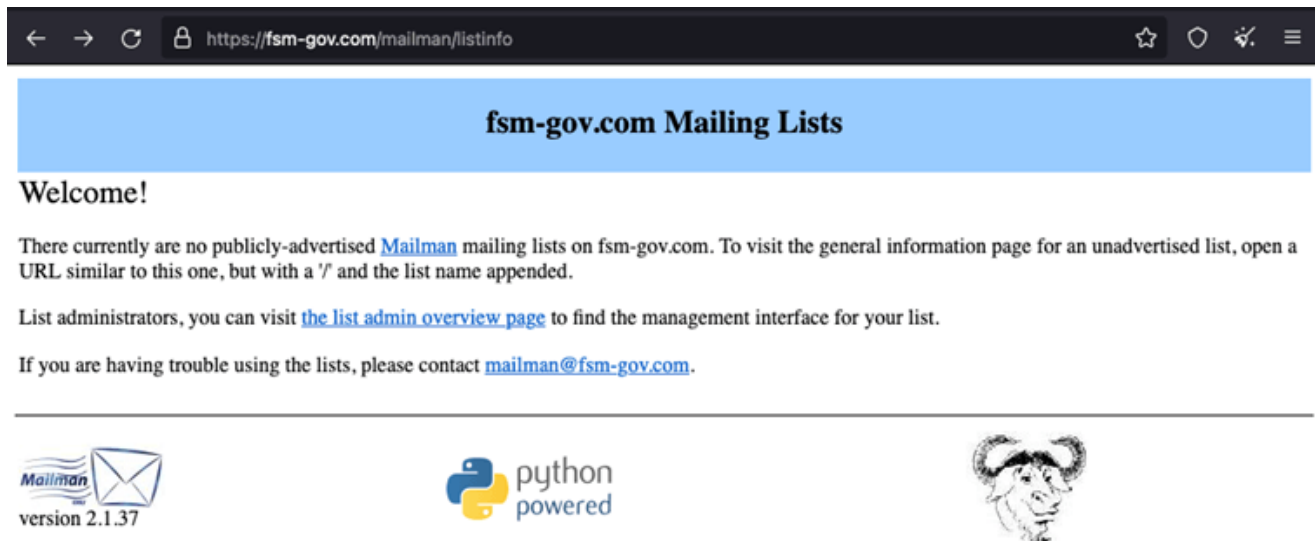 https://fsm-gov.com/mailman/listinfo
fsm-gov.com Mailing Lists
Welcome!
There currently are no publicly-advertised Mailman mailing lists on fsm-gov.com. To visit the general information page for an unadvertised list, open a
URL similar to this one, but with a '/' and the list name appended.
List administrators, you can visit the list admin overview page to find the management interface for your list.
If you are having trouble using the lists, please contact mailman@fsm-gov.com.
Mailman
version 2.1.37
python
powered